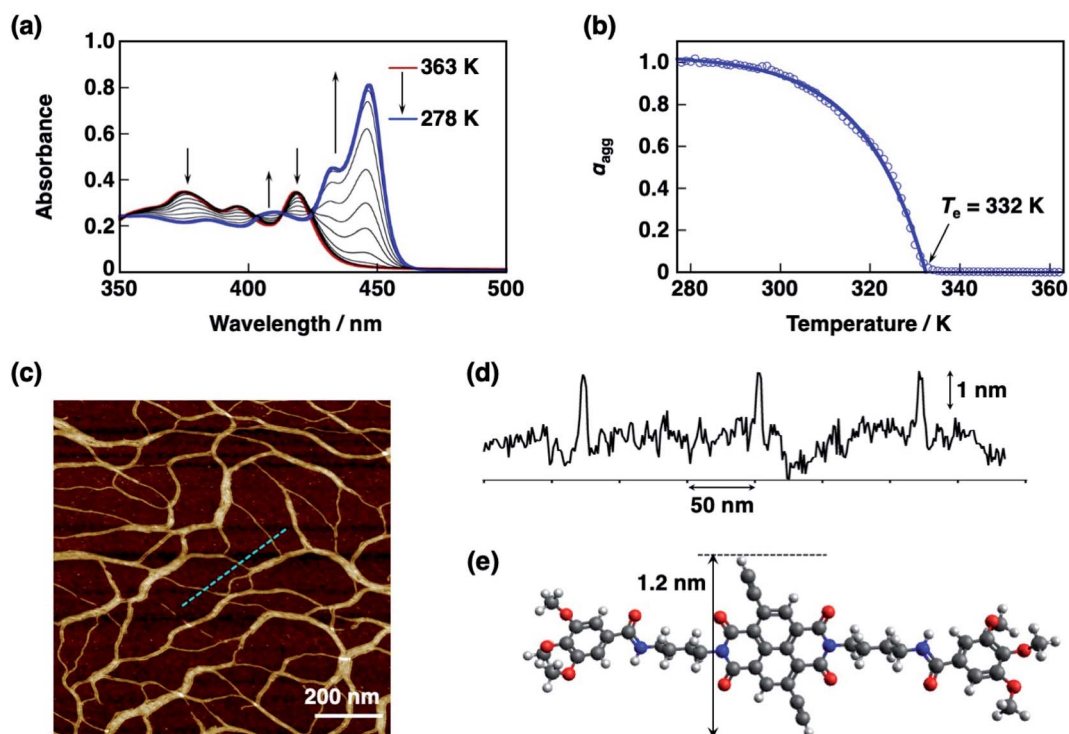 (a)
Absorbance
1.0
0.8
0.6
0.4
0.2
0
350
400
450
500
Wavelength / nm
363 K
278 K
(b)
αagg
1.0
0.8
0.6
0.4
0.2
0
280
300
320
340
360
Temperature / K
Te = 332 K
(c)
200 nm
(d)
1 nm
50 nm
(e)
1.2 nm